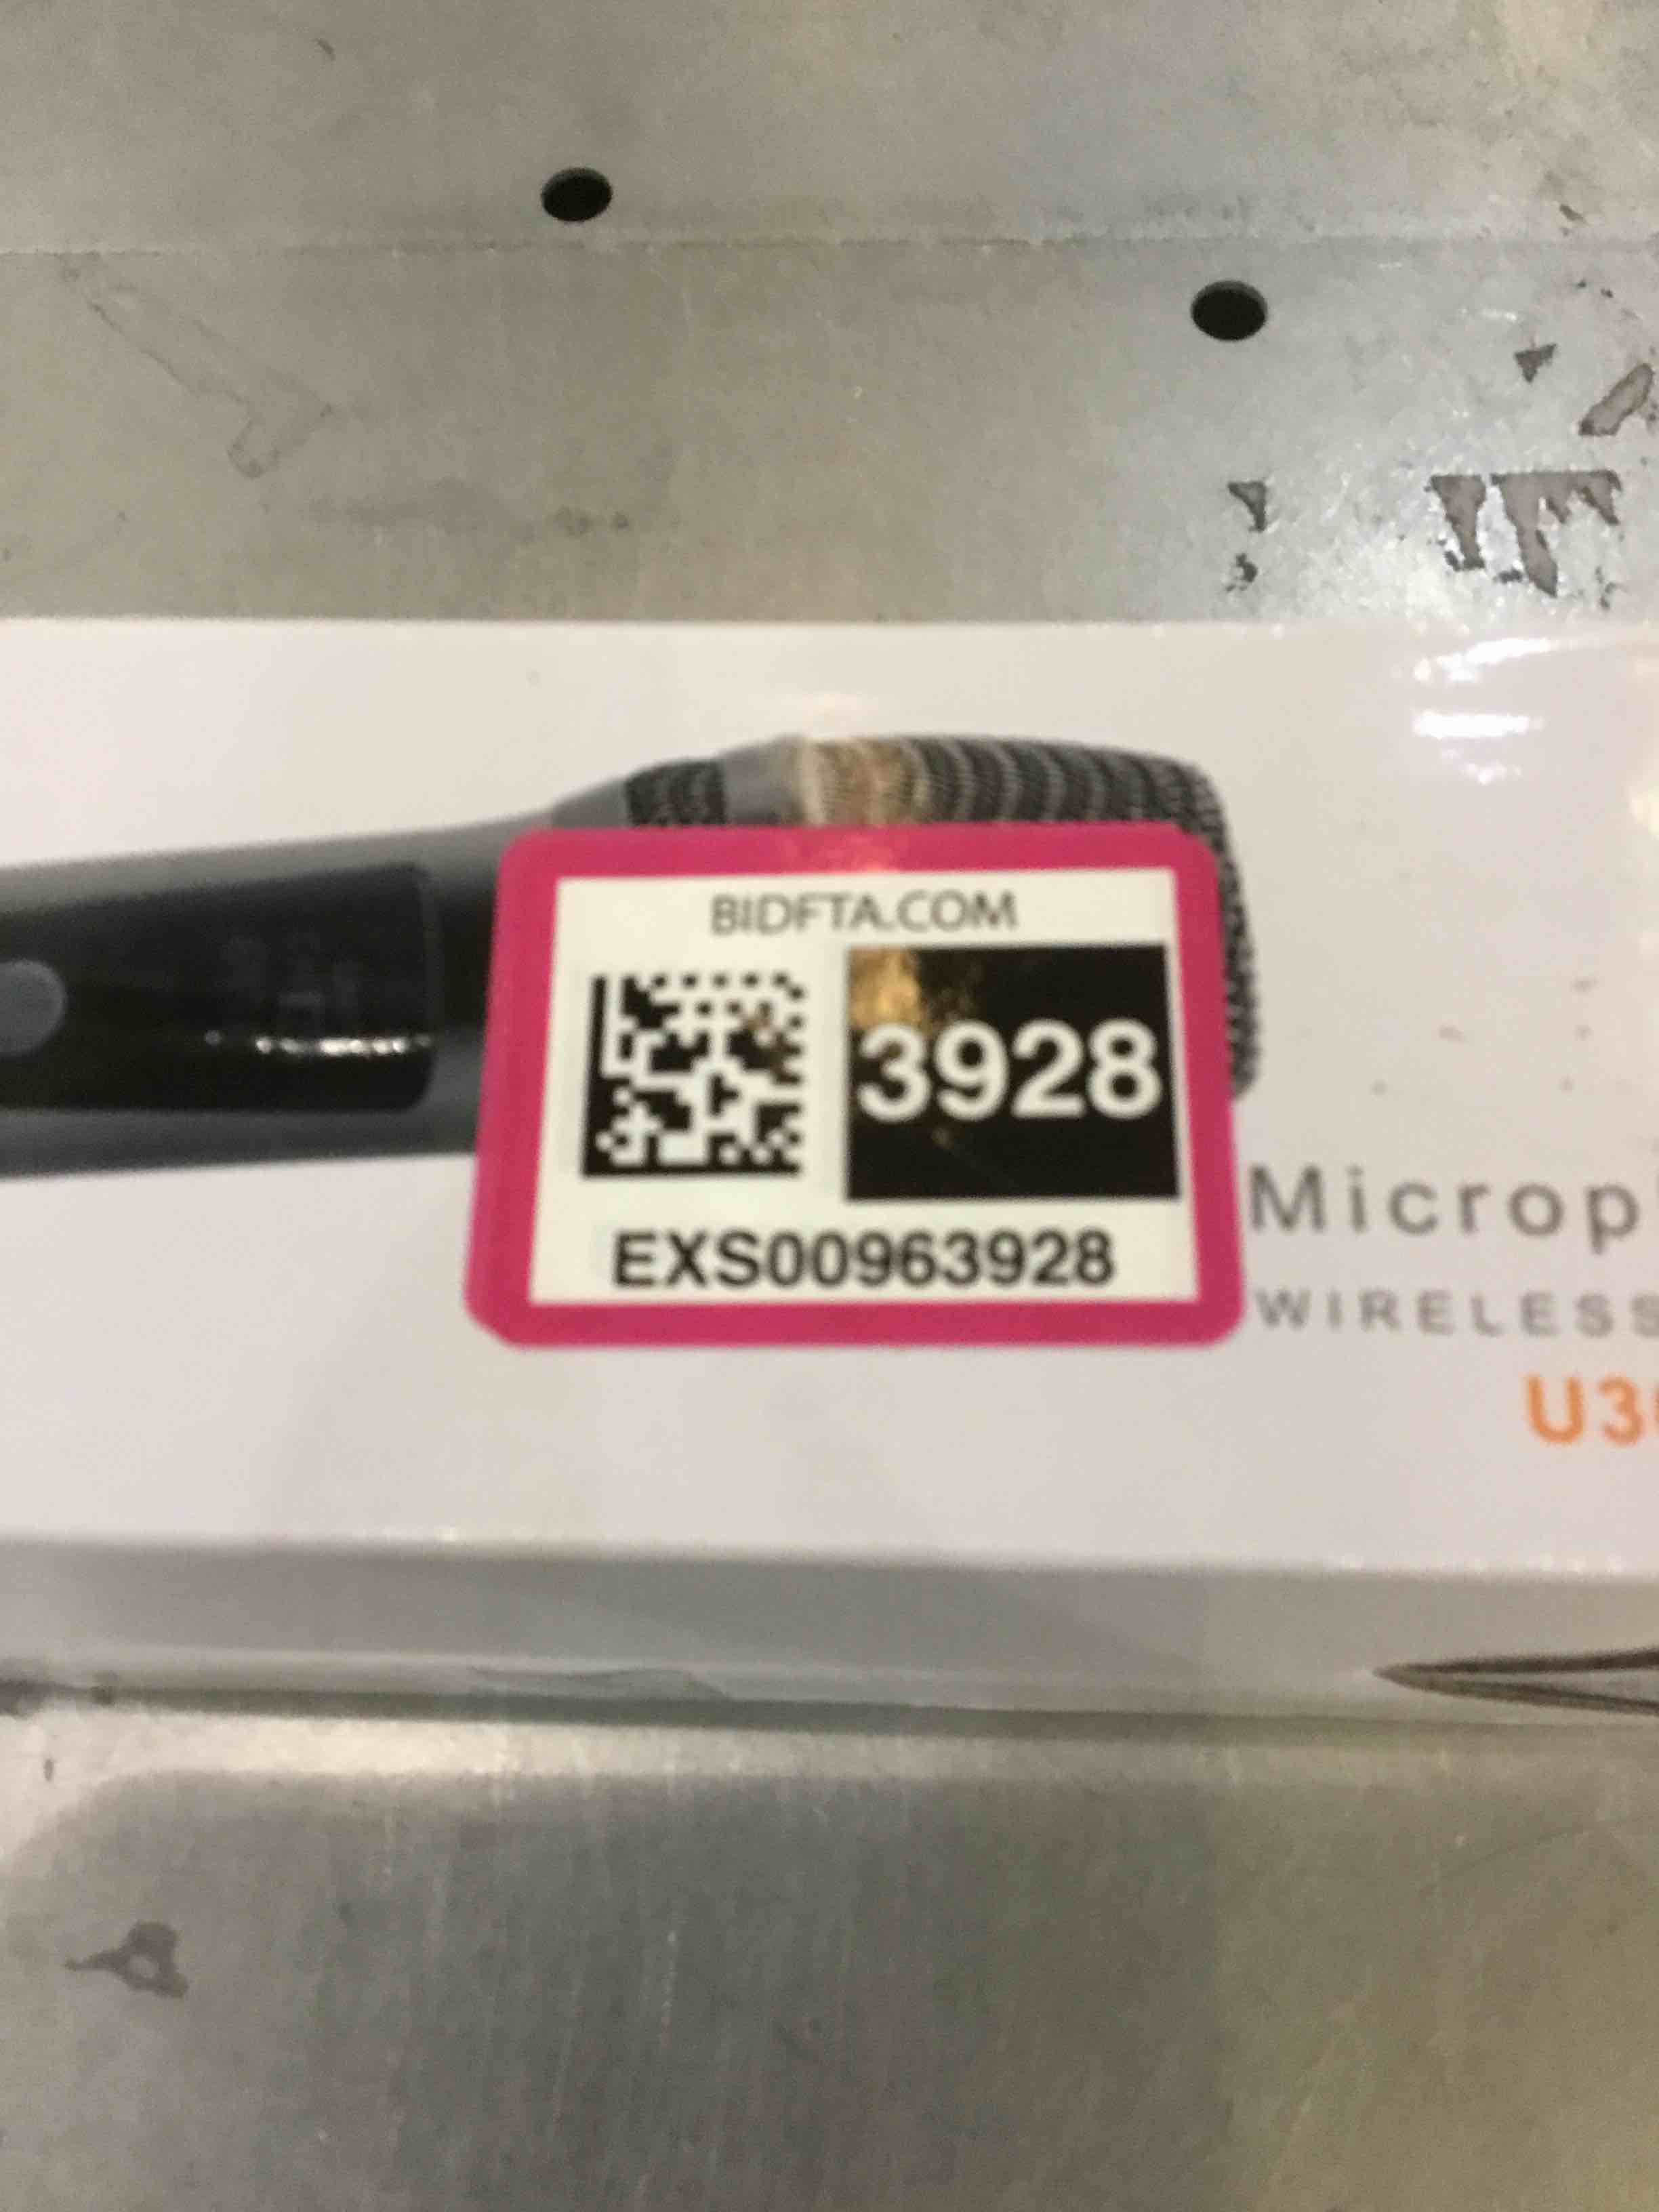 BIDFTA.COM
3928
EXS00963928
Microp
WIRELESS
U3